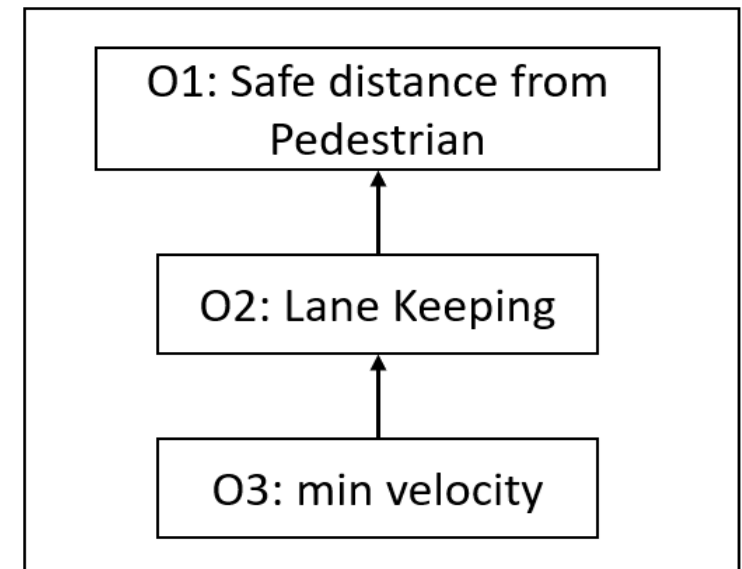 O1: Safe distance from
Pedestrian
O2: Lane Keeping
O3: min velocity